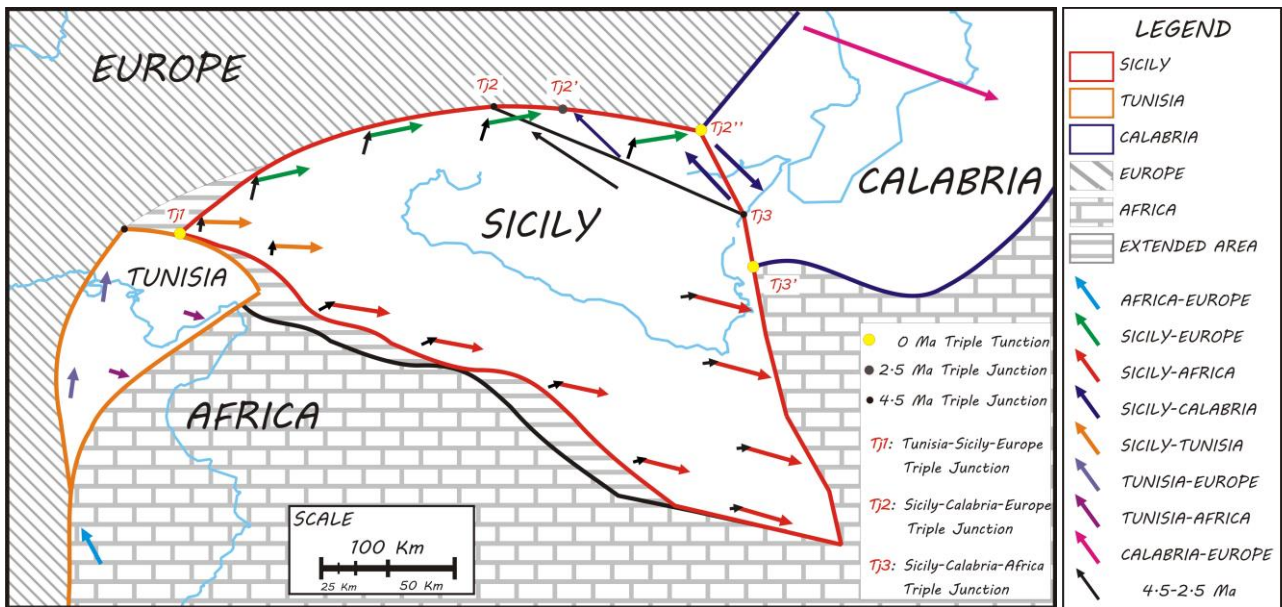 EUROPE
Tj2
Tj2'
Tj2''
CALABRIA
Tj1
SICILY
Tj3
TUNISIA
Tj3'
AFRICA
SCALE
100 Km
25 Km
50 Km
0 Ma Triple Tunction
2.5 Ma Triple Junction
4.5 Ma Triple Junction
Tj1: Tunisia-Sicily-Europe
Triple Junction
Tj2: Sicily-Calabria-Europe
Triple Junction
Tj3: Sicily-Calabria-Africa
Triple Junction
LEGEND
SICILY
TUNISIA
CALABRIA
EUROPE
AFRICA
EXTENDED AREA
AFRICA-EUROPE
SICILY-EUROPE
SICILY-AFRICA
SICILY-CALABRIA
SICILY-TUNISIA
TUNISIA-EUROPE
TUNISIA-AFRICA
CALABRIA-EUROPE
4.5-2.5 Ma